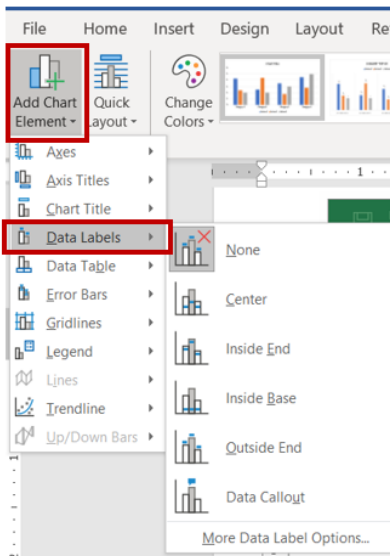 File Home Insert Design Layout Re
Add Chart Element
Quick Layout
Change Colors
1
Axes
Axis Titles
Chart Title
Data Labels
Data Table
Error Bars
Gridlines
Legend
Lines
Trendline
Up/Down Bars
None
Center
Inside End
Inside Base
Outside End
Data Callout
More Data Label Options...